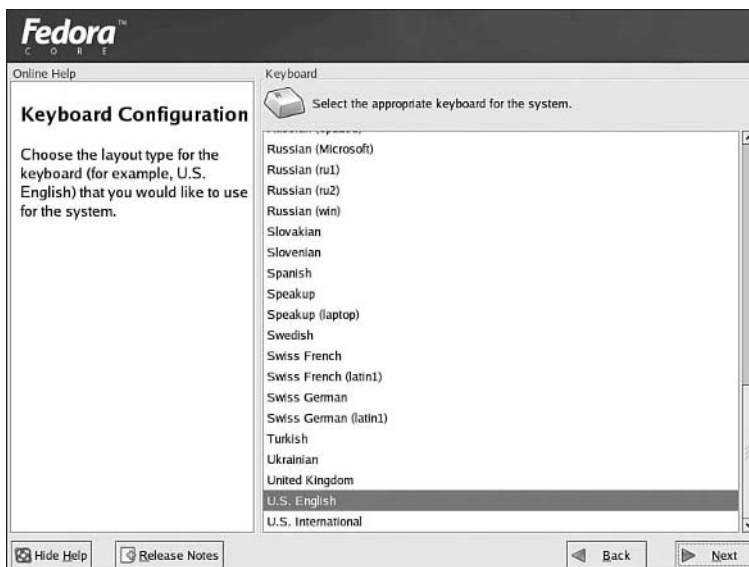 Fedora™
CORE
Online Help
Keyboard Configuration
Choose the layout type for the
keyboard (for example, U.S.
English) that you would like to use
for the system.
Keyboard
Select the appropriate keyboard for the system.
Russian (Microsoft)
Russian (ru1)
Russian (ru2)
Russian (win)
Slovakian
Slovenian
Spanish
Speakup
Speakup (laptop)
Swedish
Swiss French
Swiss French (latin1)
Swiss German
Swiss German (latin1)
Turkish
Ukrainian
United Kingdom
U.S. English
U.S. International
Hide Help
Release Notes
Back
Next